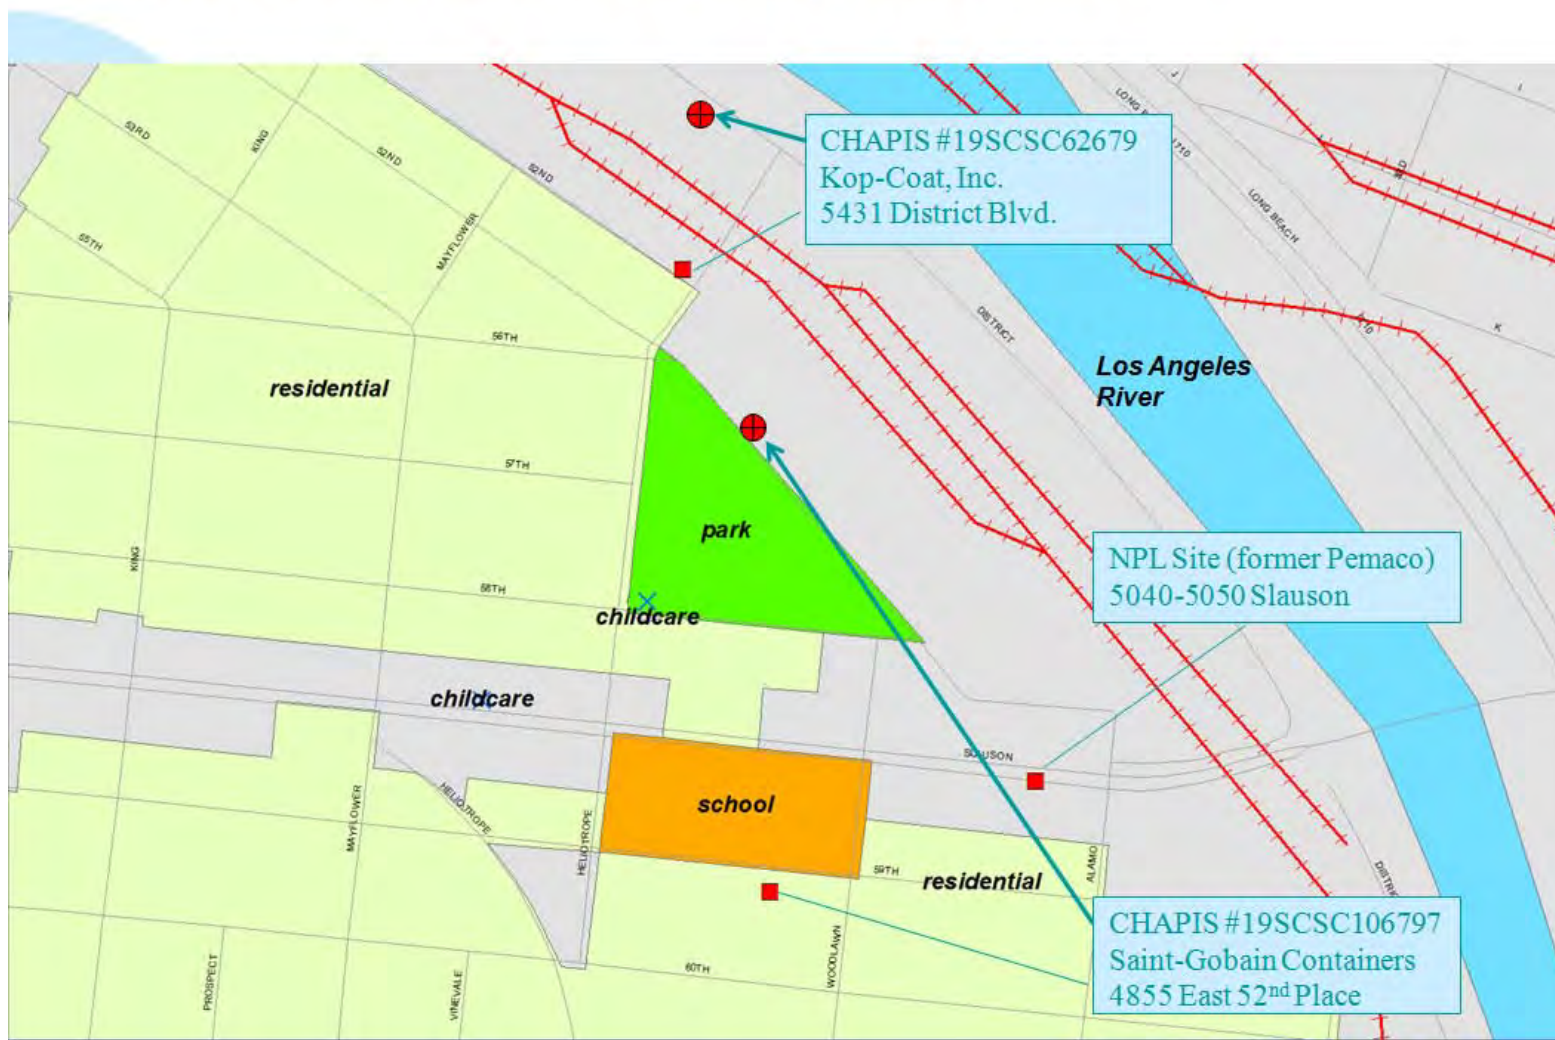 53RD
KING
52ND
52ND
55TH
MAYFLOWER
CHAPIS #19SCSC62679
Kop-Coat, Inc.
5431 District Blvd.
LONG
J
I
1710
LONG BEACH
K
DISTRICT
Los Angeles
River
56TH
residential
57TH
park
KING
58TH
childcare
childcare
NPL Site (former Pemaco)
5040-5050 Slauson
SLAUSON
HELIOTROPE
MAYFLOWER
HELIOTROPE
school
59TH
residential
ALAMO
CHAPIS #19SCSC106797
Saint-Gobain Containers
4855 East 52nd Place
PROSPECT
VINEVALE
60TH
WOODLAWN